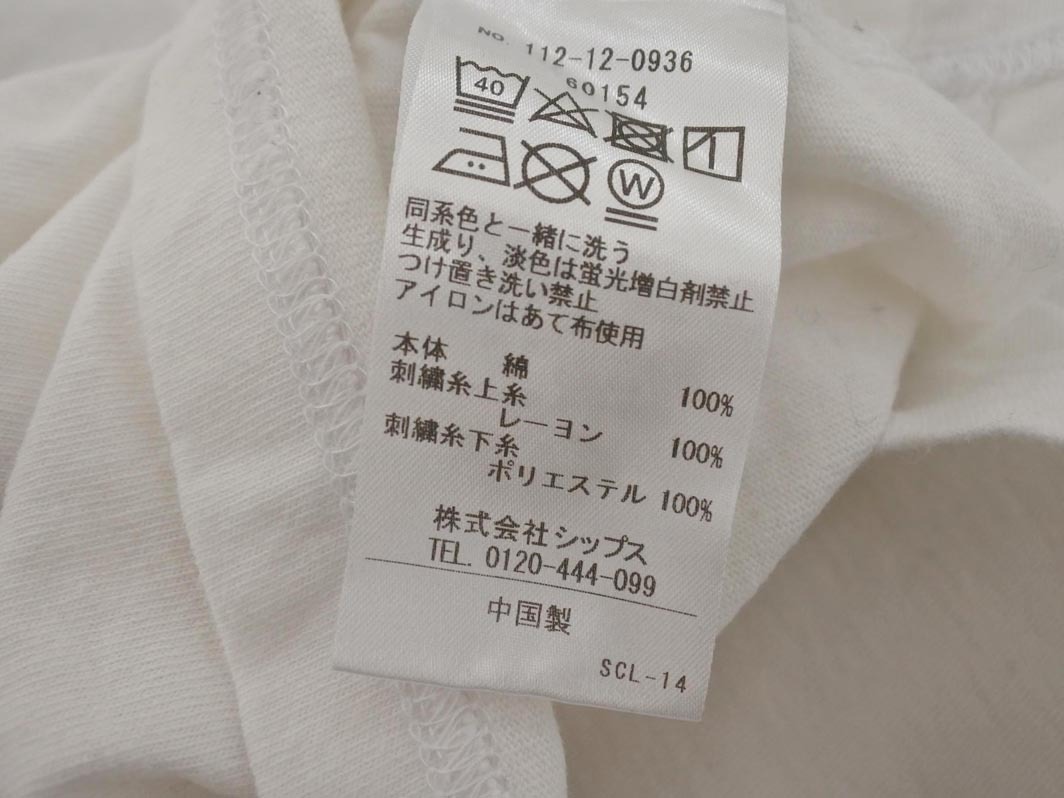 NO. 112-12-0936
60154
40
W
同系色と一緒に洗う
生成り、淡色は蛍光増白剤禁止
つけ置き洗い禁止
アイロンはあて布使用
本体 綿 100%
刺繍糸上糸
レーヨン 100%
刺繍糸下糸
ポリエステル 100%
株式会社シップス
TEL. 0120-444-099
中国製
SCL-14